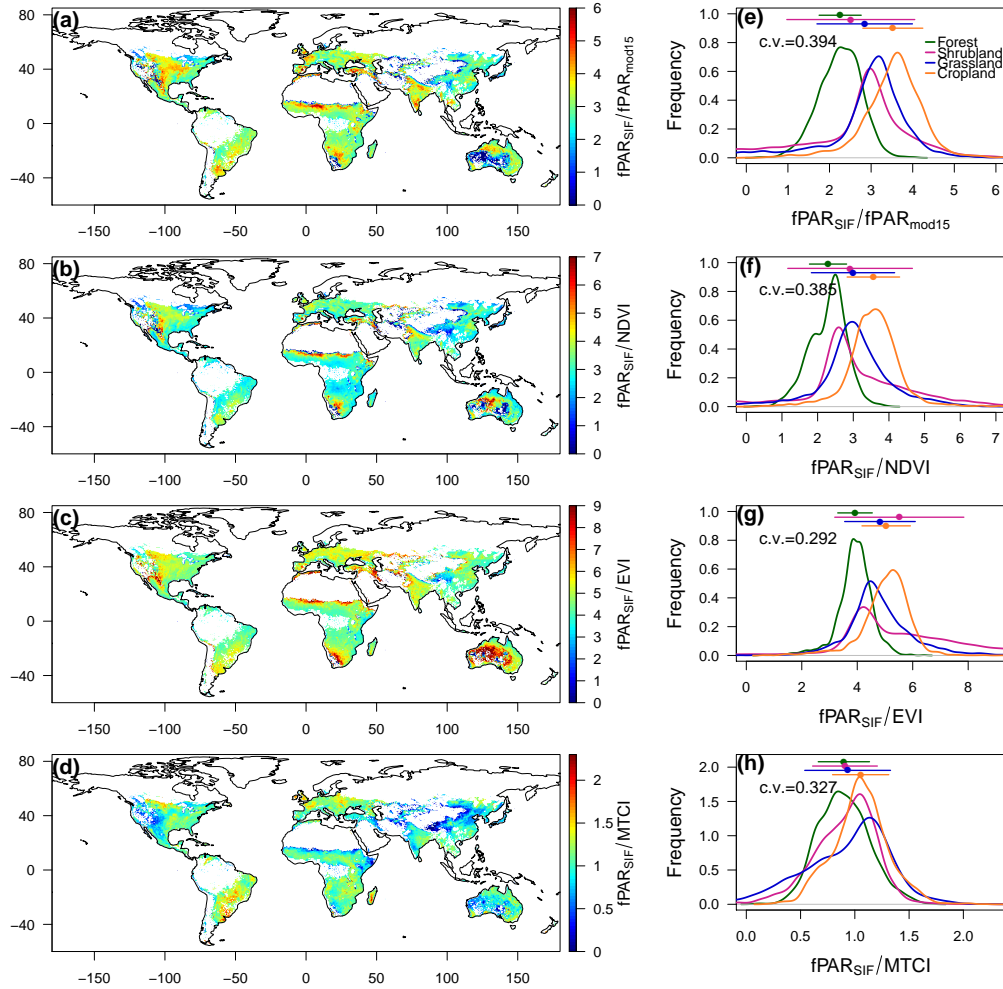 (a)
80
40
0
−40
−150 −100 −50 0 50 100 150
6
5
4
3
2
1
0
fPAR_SIF/fPAR_mod15
(e)
c.v.=0.394
Forest
Shrubland
Grassland
Cropland
Frequency
1.0
0.8
0.6
0.4
0.2
0.0
0 1 2 3 4 5 6
fPAR_SIF/fPAR_mod15
(b)
80
40
0
−40
−150 −100 −50 0 50 100 150
7
6
5
4
3
2
1
0
fPAR_SIF/NDVI
(f)
c.v.=0.385
Frequency
1.0
0.8
0.6
0.4
0.2
0.0
0 1 2 3 4 5 6 7
fPAR_SIF/NDVI
(c)
80
40
0
−40
−150 −100 −50 0 50 100 150
9
8
7
6
5
4
3
2
1
0
fPAR_SIF/EVI
(g)
c.v.=0.292
Frequency
1.0
0.8
0.6
0.4
0.2
0.0
0 2 4 6 8
fPAR_SIF/EVI
(d)
80
40
0
−40
−150 −100 −50 0 50 100 150
2
1.5
1
0.5
0
fPAR_SIF/MTCI
(h)
c.v.=0.327
Frequency
2.0
1.5
1.0
0.5
0.0
0.0 0.5 1.0 1.5 2.0
fPAR_SIF/MTCI